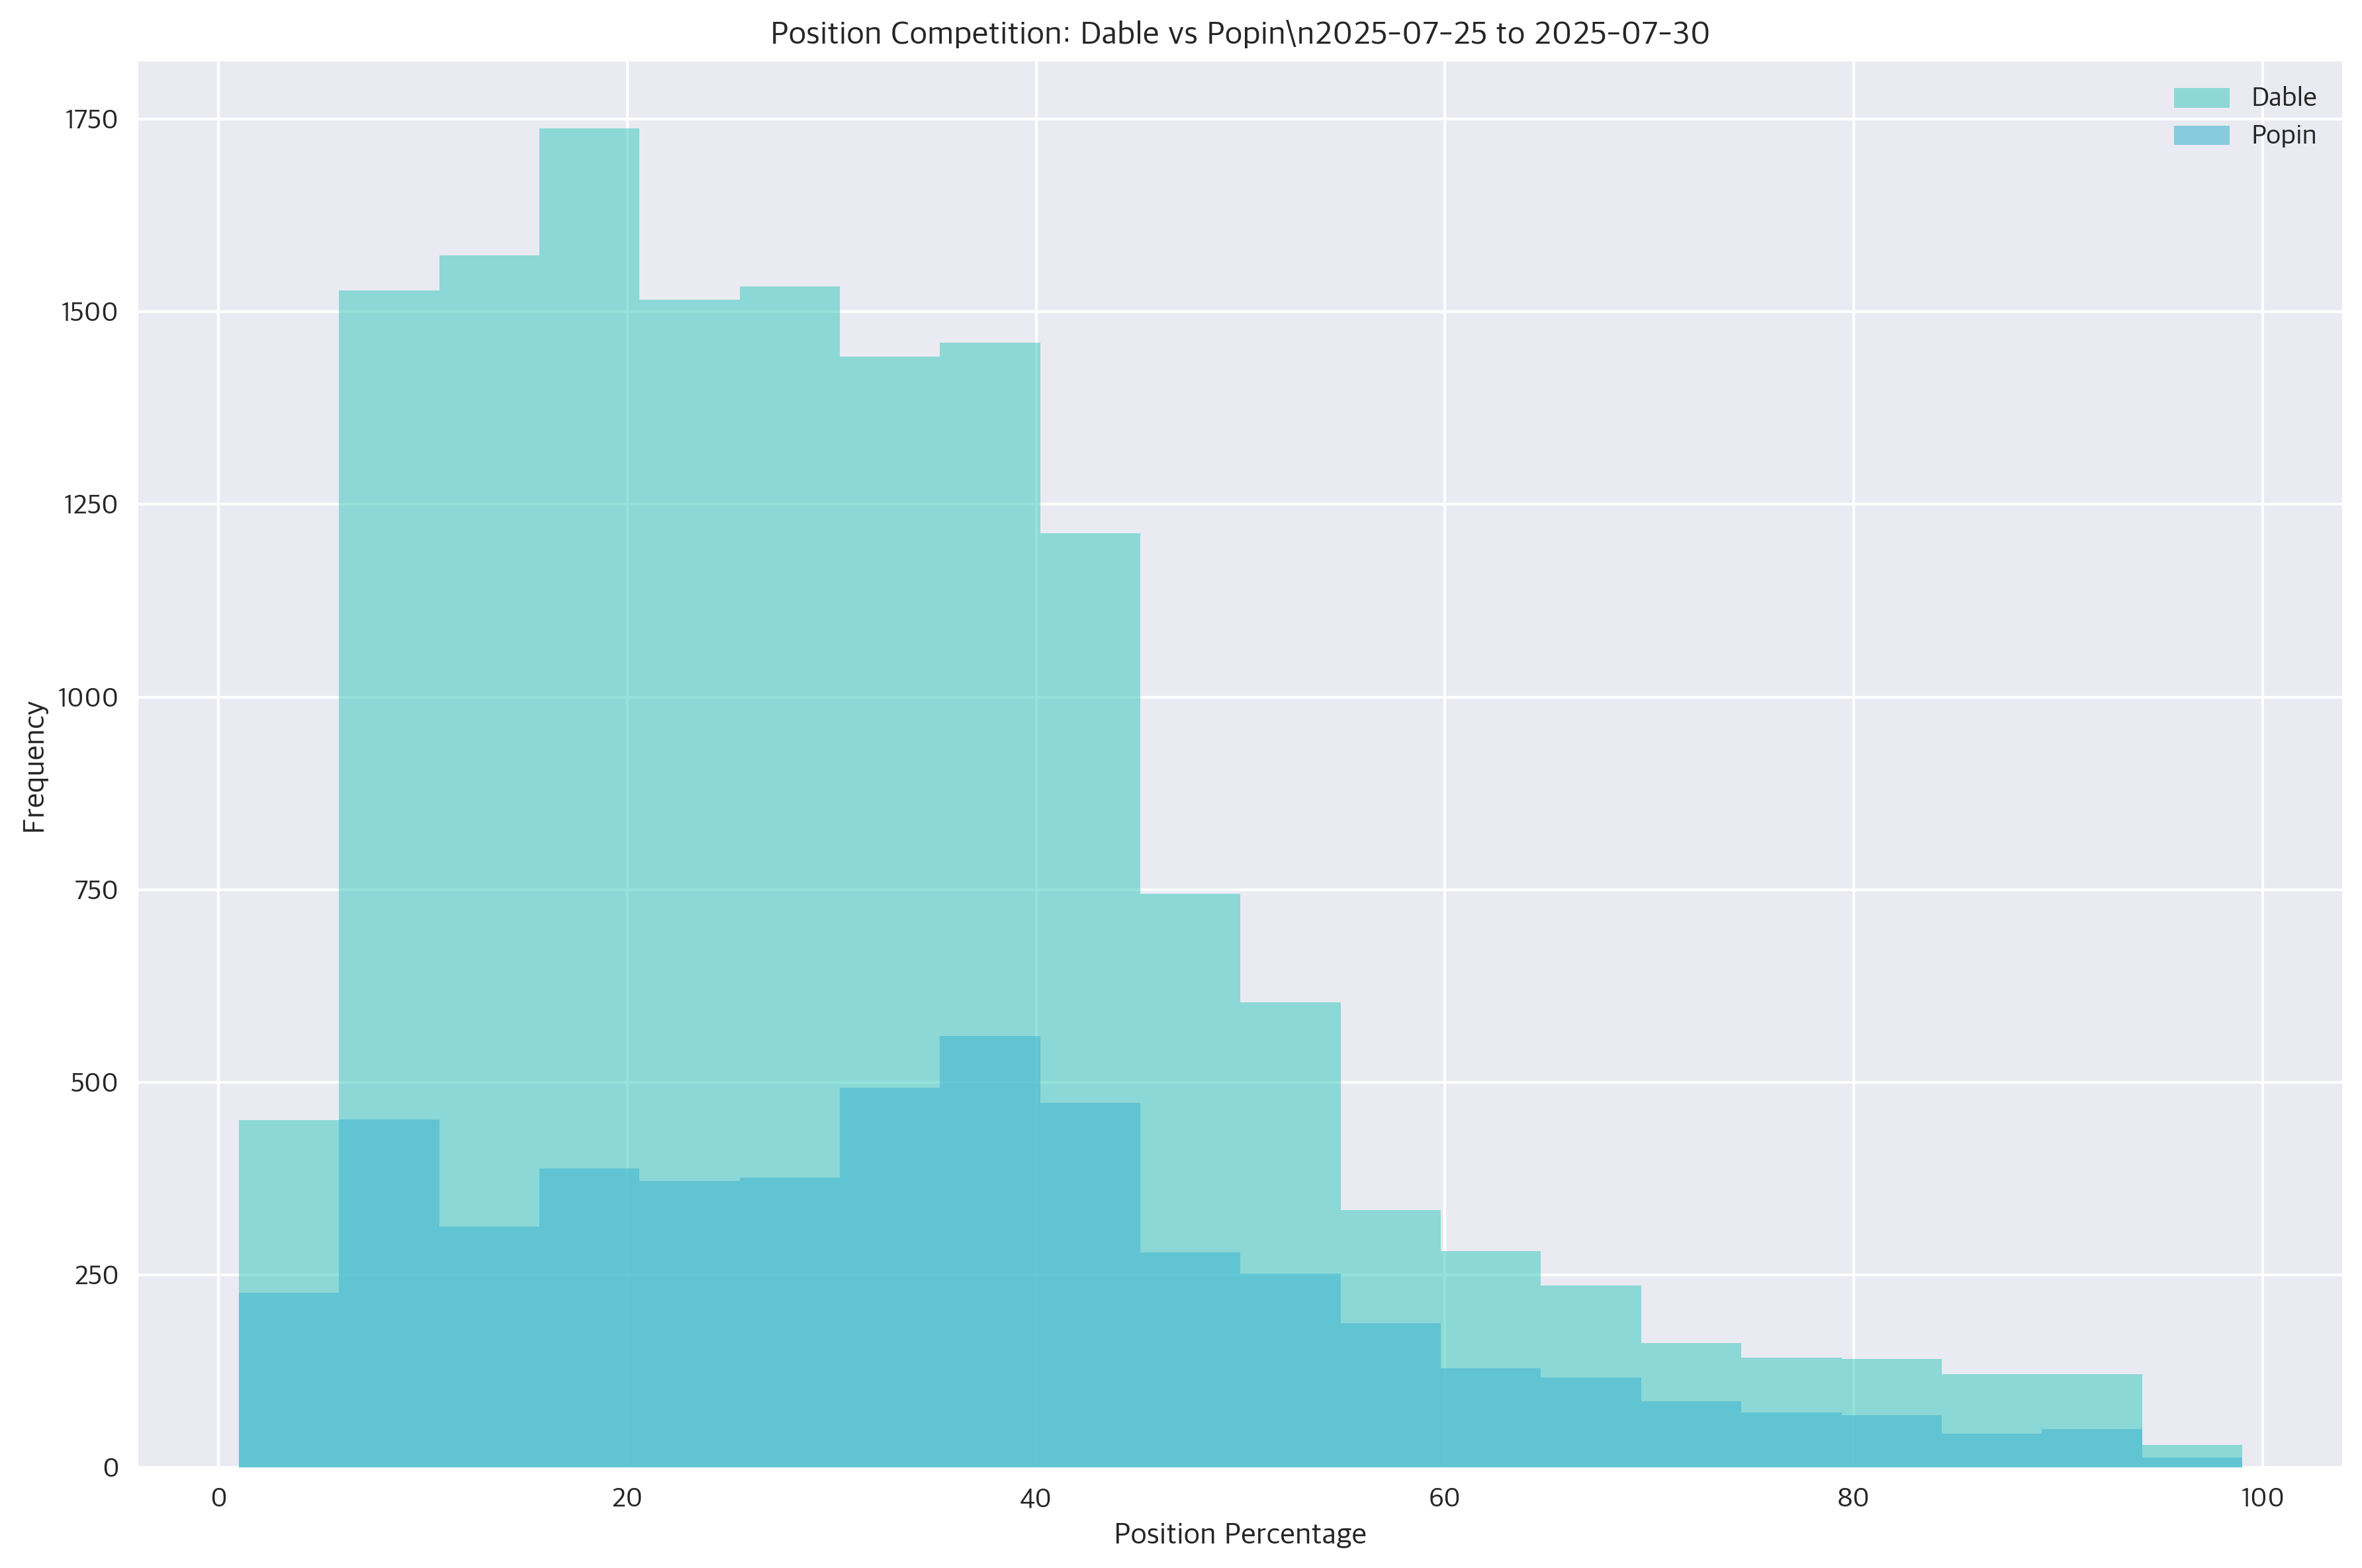 Position Competition: Dable vs Popin\n2025-07-25 to 2025-07-30
Dable
Popin
Frequency
1750
1500
1250
1000
750
500
250
0
0 20 40 60 80 100
Position Percentage